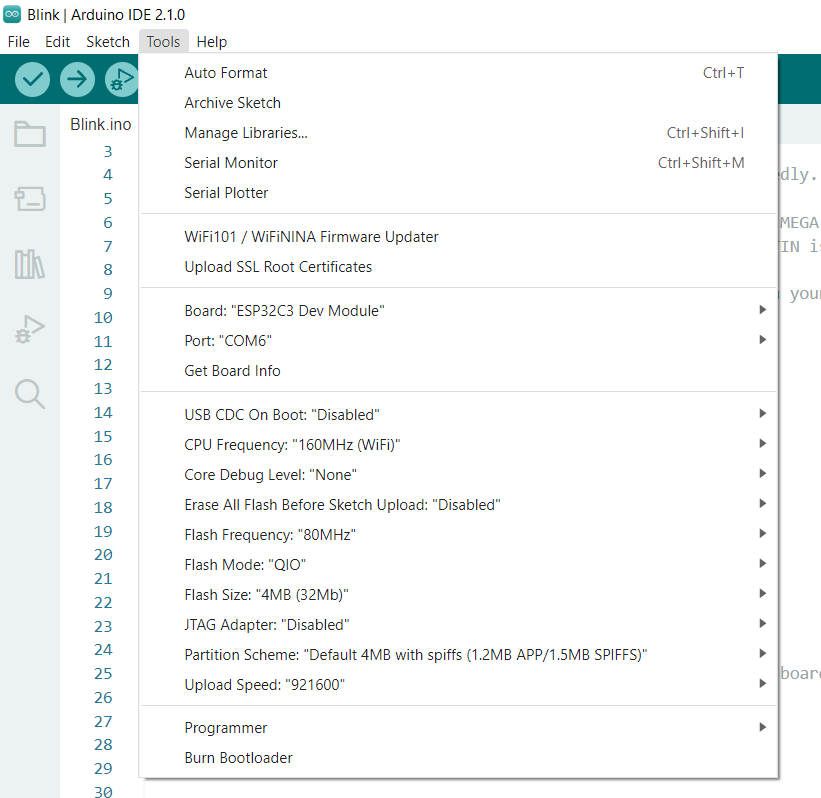 Blink | Arduino IDE 2.1.0
File Edit Sketch Tools Help
Auto Format Ctrl+T
Archive Sketch
Manage Libraries... Ctrl+Shift+I
Serial Monitor Ctrl+Shift+M
Serial Plotter
WiFi101 / WiFiNINA Firmware Updater
Upload SSL Root Certificates
Board: "ESP32C3 Dev Module"
Port: "COM6"
Get Board Info
USB CDC On Boot: "Disabled"
CPU Frequency: "160MHz (WiFi)"
Core Debug Level: "None"
Erase All Flash Before Sketch Upload: "Disabled"
Flash Frequency: "80MHz"
Flash Mode: "QIO"
Flash Size: "4MB (32Mb)"
JTAG Adapter: "Disabled"
Partition Scheme: "Default 4MB with spiffs (1.2MB APP/1.5MB SPIFFS)"
Upload Speed: "921600"
Programmer
Burn Bootloader
Blink.ino
3
4
5
6
7
8
9
10
11
12
13
14
15
16
17
18
19
20
21
22
23
24
25
26
27
28
29
30
MEGA
your
board